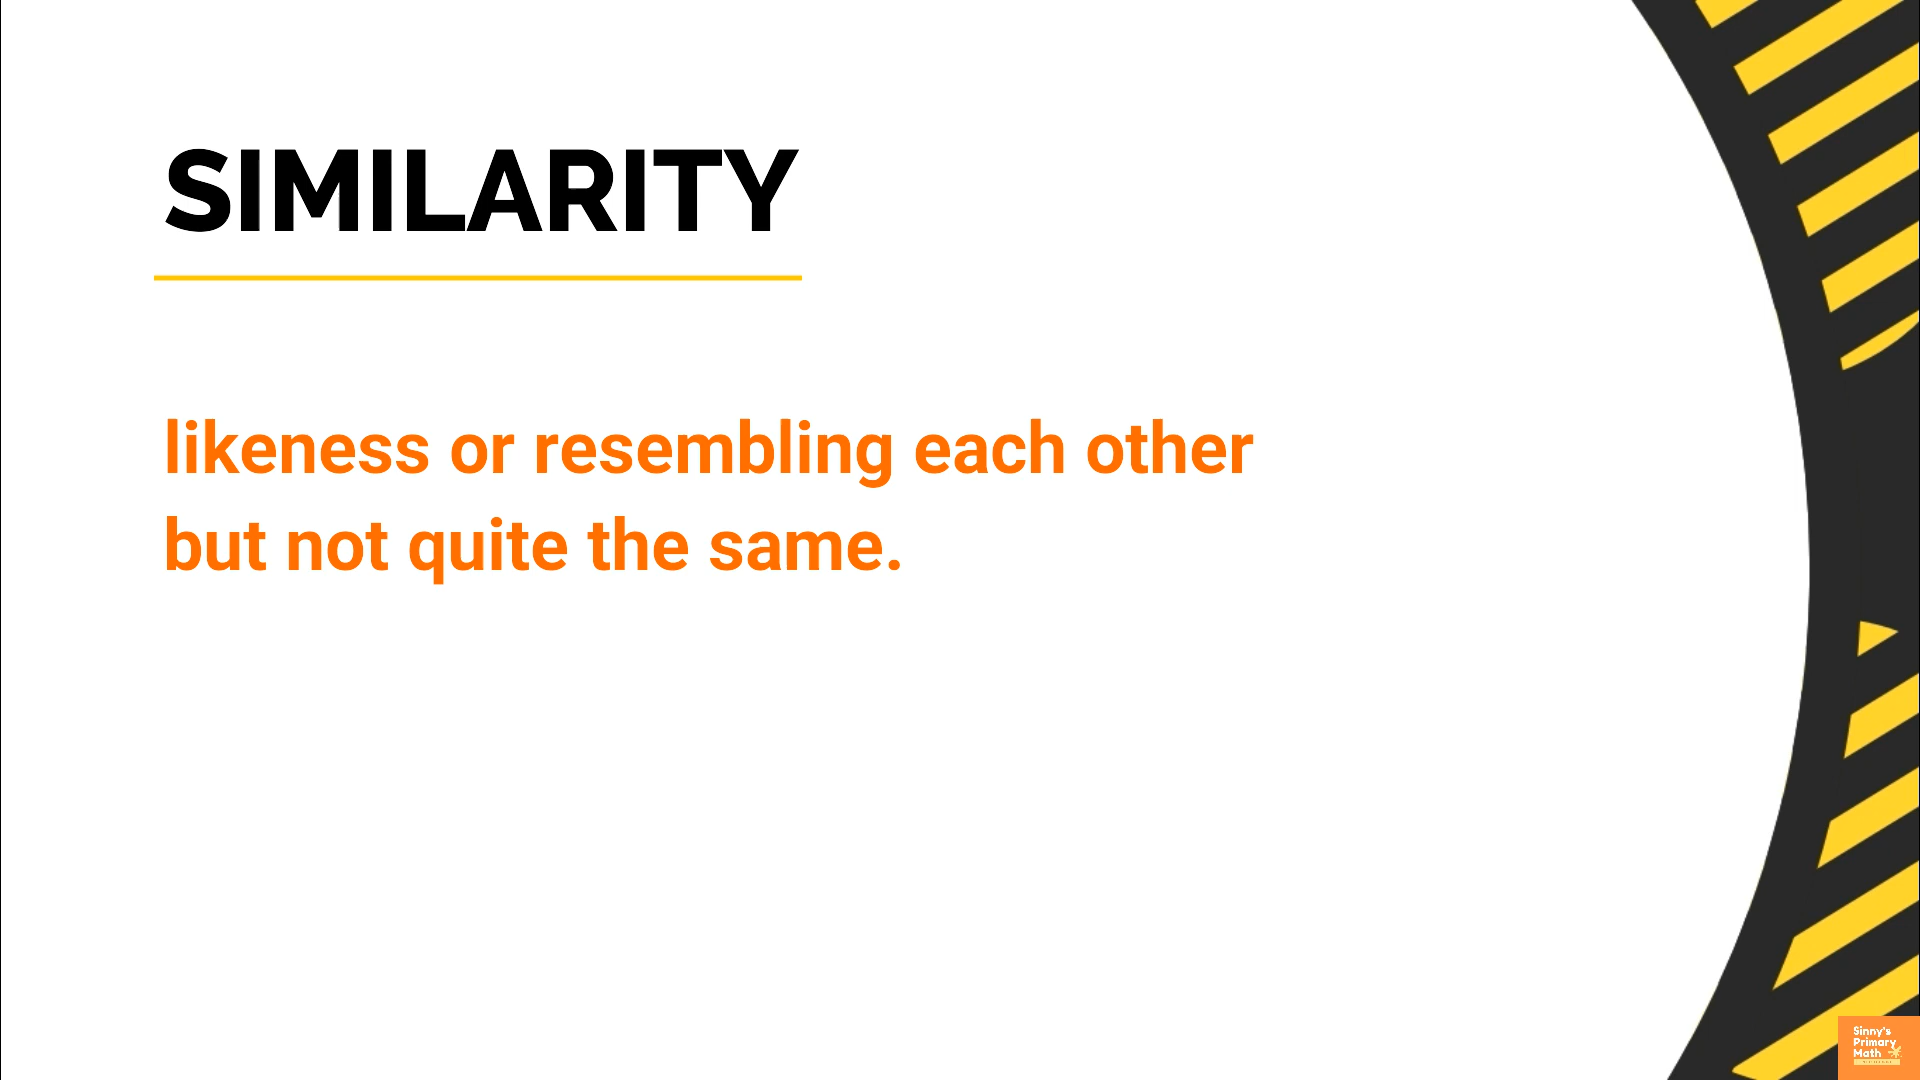 SIMILARITY
likeness or resembling each other
but not quite the same.
Sinny's
Primary
Math